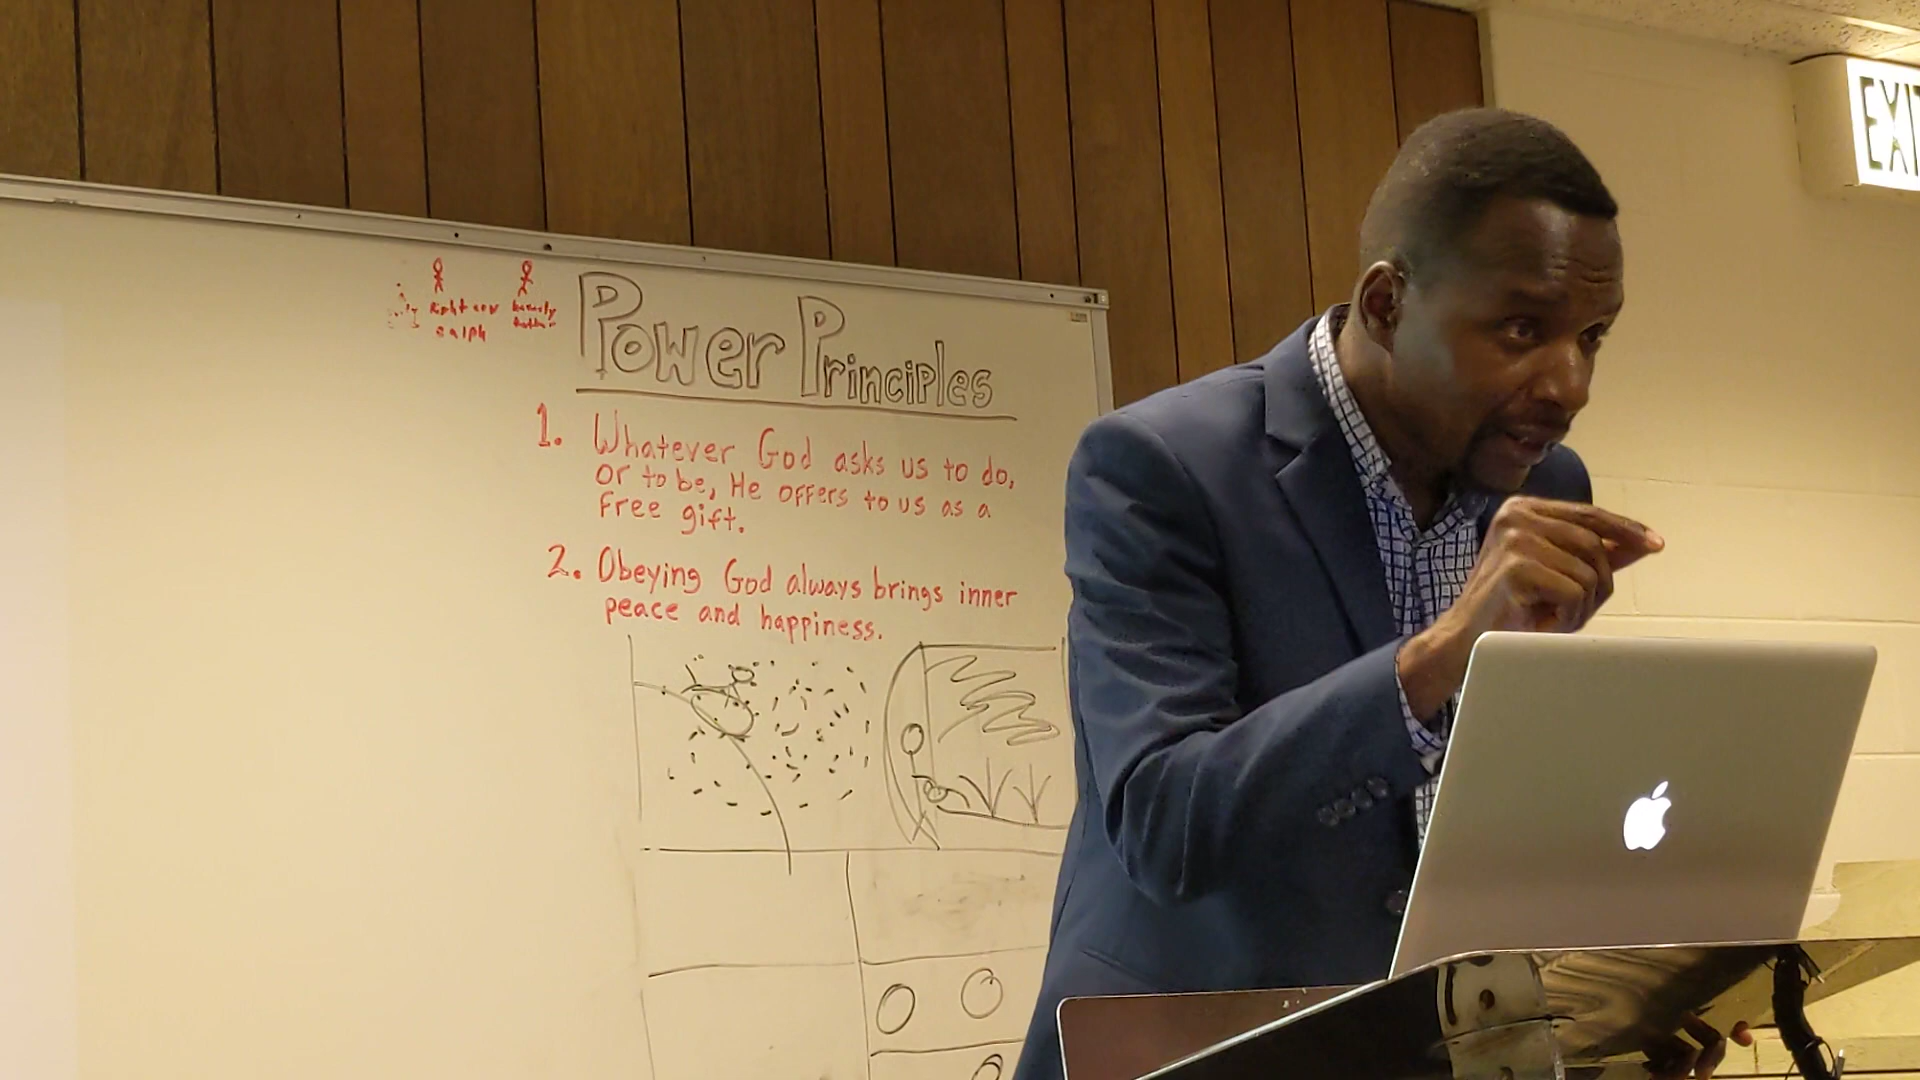 Power Principles
1. Whatever God asks us to do,
or to be, He offers to us as a
free gift.
2. Obeying God always brings inner
peace and happiness.
EXIT